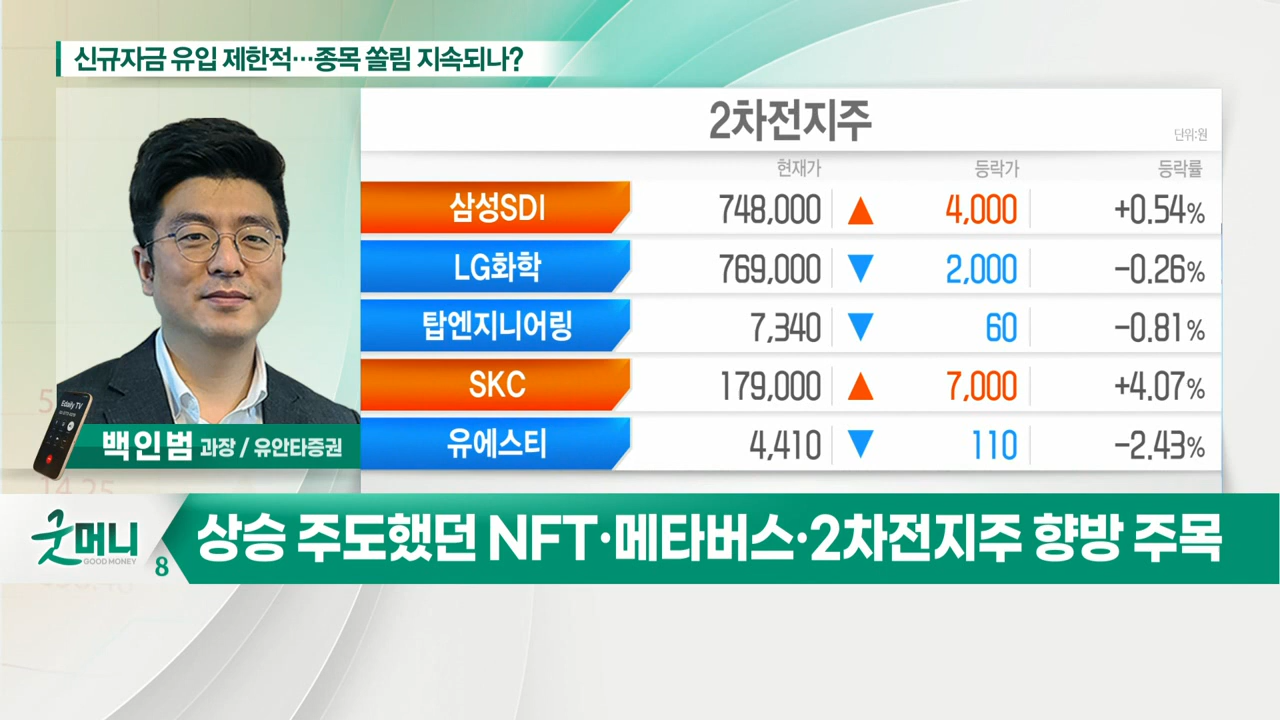 신규자금 유입 제한적…종목 쏠림 지속되나?
2차전지주
단위:원
현재가 등락가 등락률
삼성SDI 748,000 ▲ 4,000 +0.54%
LG화학 769,000 ▼ 2,000 -0.26%
탑엔지니어링 7,340 ▼ 60 -0.81%
SKC 179,000 ▲ 7,000 +4.07%
유에스티 4,410 ▼ 110 -2.43%
Edaily TV
백인범 과장 / 유안타증권
14.25
굿머니
GOOD MONEY
8
상승 주도했던 NFT·메타버스·2차전지주 향방 주목